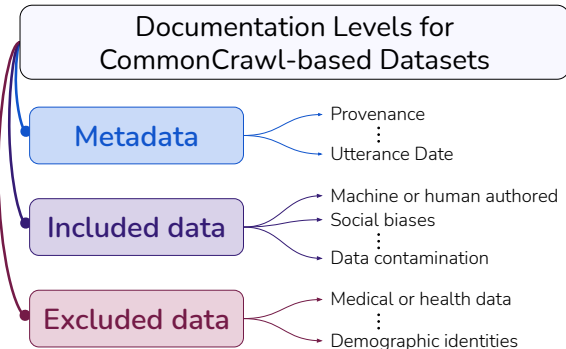 Documentation Levels for
CommonCrawl-based Datasets
Metadata
Provenance
Utterance Date
Included data
Machine or human authored
Social biases
Data contamination
Excluded data
Medical or health data
Demographic identities